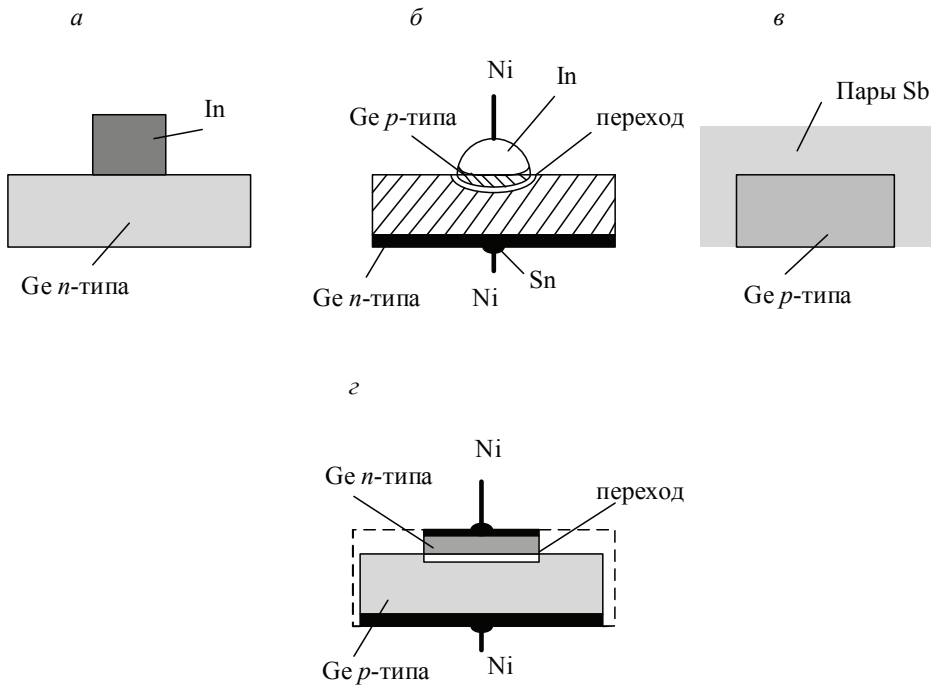 а
б
в
In
Ge n-типа
Ni
In
Ge p-типа
переход
Ge n-типа
Ni
Sn
Пары Sb
Ge p-типа
г
Ni
Ge n-типа
переход
Ge p-типа
Ni